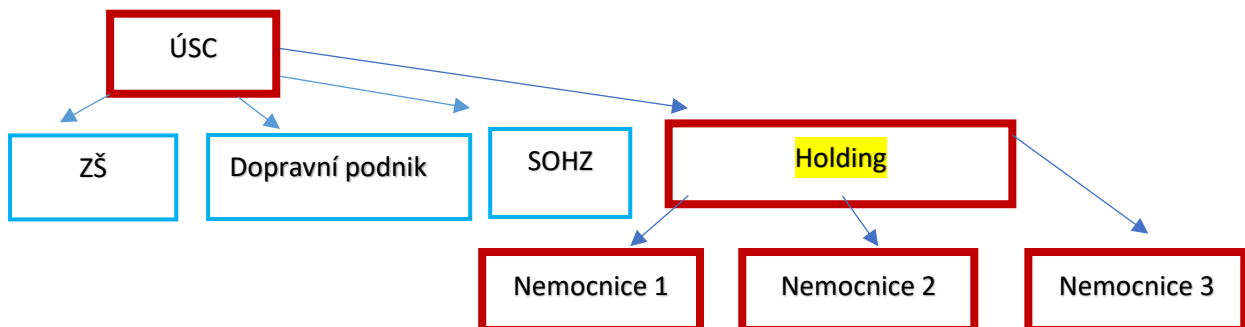 ÚSC
ZŠ
Dopravní podnik
SOHZ
Holding
Nemocnice 1
Nemocnice 2
Nemocnice 3